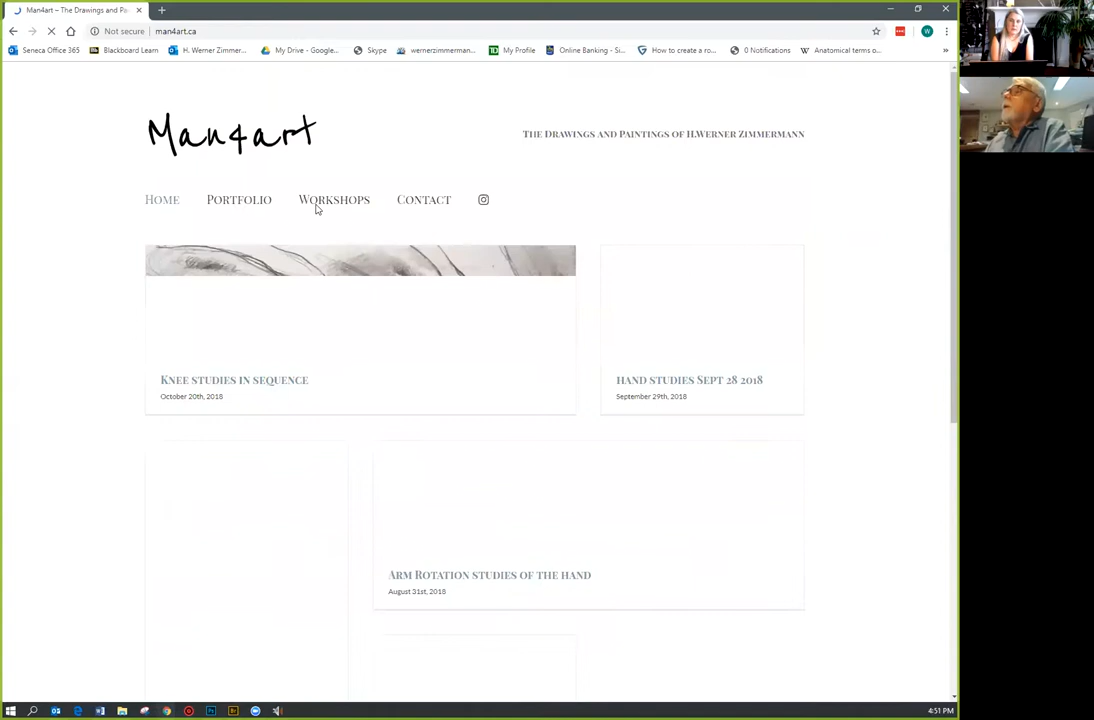 Man4art – The Drawings and Pa
Not secure | man4art.ca
Seneca Office 365
Blackboard Learn
H. Werner Zimmer...
My Drive - Google...
Skype
wernerzimmerman...
My Profile
Online Banking - Si...
How to create a ro...
0 Notifications
Anatomical terms o...
Man4art
The Drawings and Paintings of H.Werner Zimmermann
Home
Portfolio
Workshops
Contact
Knee studies in sequence
October 20th, 2018
hand studies Sept 28 2018
September 29th, 2018
Arm Rotation studies of the hand
August 31st, 2018
4:51 PM